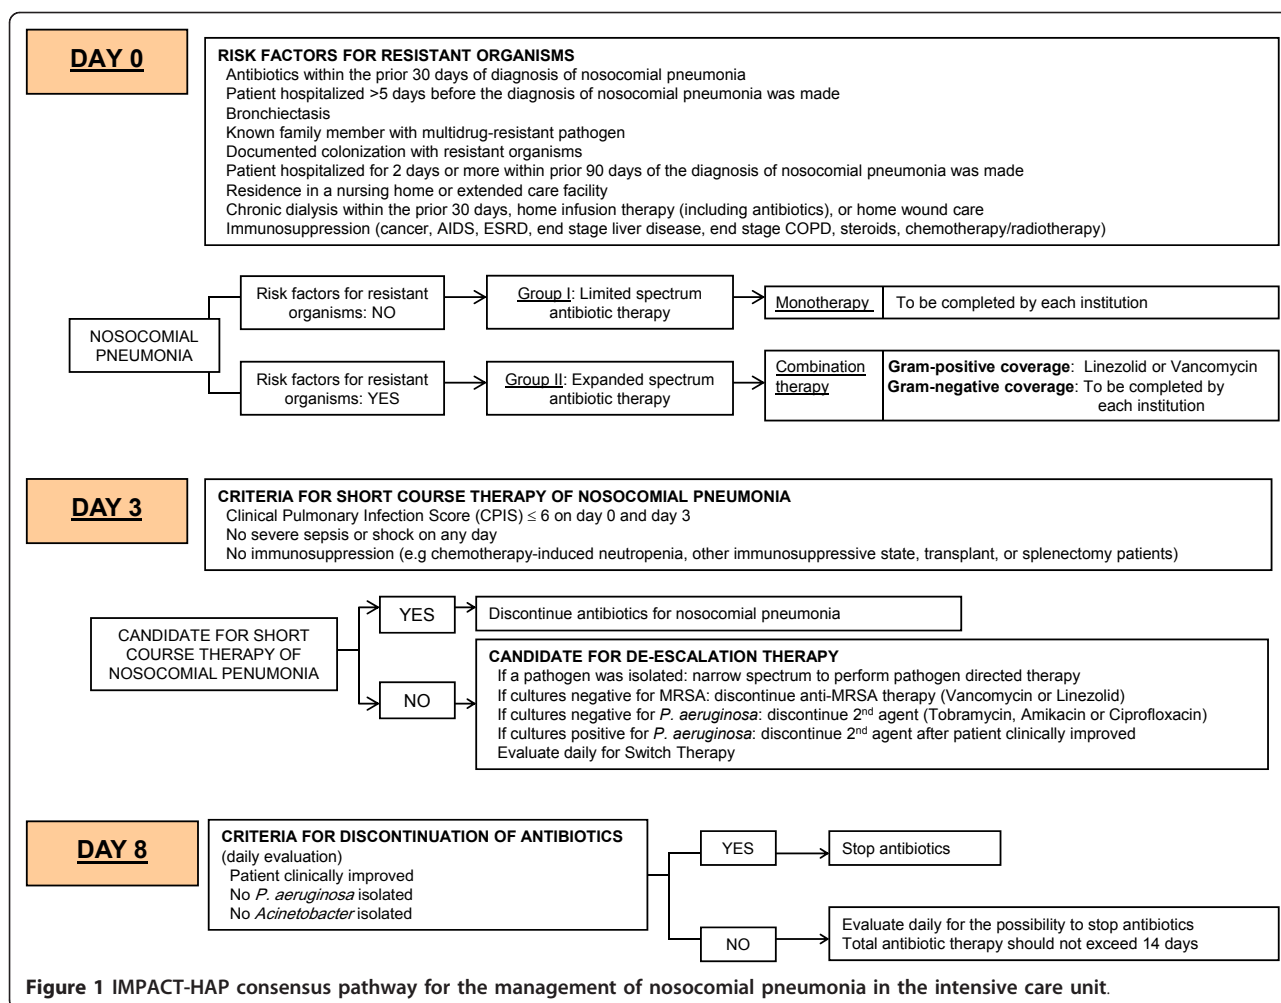 DAY 0
RISK FACTORS FOR RESISTANT ORGANISMS
Antibiotics within the prior 30 days of diagnosis of nosocomial pneumonia
Patient hospitalized >5 days before the diagnosis of nosocomial pneumonia was made
Bronchiectasis
Known family member with multidrug-resistant pathogen
Documented colonization with resistant organisms
Patient hospitalized for 2 days or more within prior 90 days of the diagnosis of nosocomial pneumonia was made
Residence in a nursing home or extended care facility
Chronic dialysis within the prior 30 days, home infusion therapy (including antibiotics), or home wound care
Immunosuppression (cancer, AIDS, ESRD, end stage liver disease, end stage COPD, steroids, chemotherapy/radiotherapy)
NOSOCOMIAL
PNEUMONIA
Risk factors for resistant
organisms: NO
Group I: Limited spectrum
antibiotic therapy
Monotherapy
To be completed by each institution
Risk factors for resistant
organisms: YES
Group II: Expanded spectrum
antibiotic therapy
Combination
therapy
Gram-positive coverage: Linezolid or Vancomycin
Gram-negative coverage: To be completed by
each institution
DAY 3
CRITERIA FOR SHORT COURSE THERAPY OF NOSOCOMIAL PNEUMONIA
Clinical Pulmonary Infection Score (CPIS) ≤ 6 on day 0 and day 3
No severe sepsis or shock on any day
No immunosuppression (e.g chemotherapy-induced neutropenia, other immunosuppressive state, transplant, or splenectomy patients)
CANDIDATE FOR SHORT
COURSE THERAPY OF
NOSOCOMIAL PENUMONIA
YES
Discontinue antibiotics for nosocomial pneumonia
NO
CANDIDATE FOR DE-ESCALATION THERAPY
If a pathogen was isolated: narrow spectrum to perform pathogen directed therapy
If cultures negative for MRSA: discontinue anti-MRSA therapy (Vancomycin or Linezolid)
If cultures negative for P. aeruginosa: discontinue 2nd agent (Tobramycin, Amikacin or Ciprofloxacin)
If cultures positive for P. aeruginosa: discontinue 2nd agent after patient clinically improved
Evaluate daily for Switch Therapy
DAY 8
CRITERIA FOR DISCONTINUATION OF ANTIBIOTICS
(daily evaluation)
Patient clinically improved
No P. aeruginosa isolated
No Acinetobacter isolated
YES
Stop antibiotics
NO
Evaluate daily for the possibility to stop antibiotics
Total antibiotic therapy should not exceed 14 days
Figure 1 IMPACT-HAP consensus pathway for the management of nosocomial pneumonia in the intensive care unit.